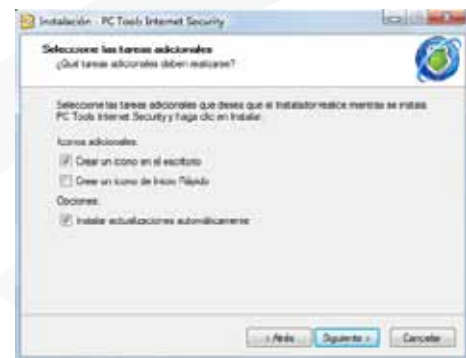 Instalación - PC Tools Internet Security
Seleccione las tareas adicionales
¿Qué tareas adicionales deben realizarse?
Seleccione las tareas adicionales que desea que el instalador realice mientras se instala
PC Tools Internet Security y haga clic en Instalar.
Iconos adicionales:
Crear un icono en el escritorio
Crear un icono de Inicio Rápido
Opciones:
Instalar actualizaciones automáticamente
< Atrás
Siguiente >
Cancelar